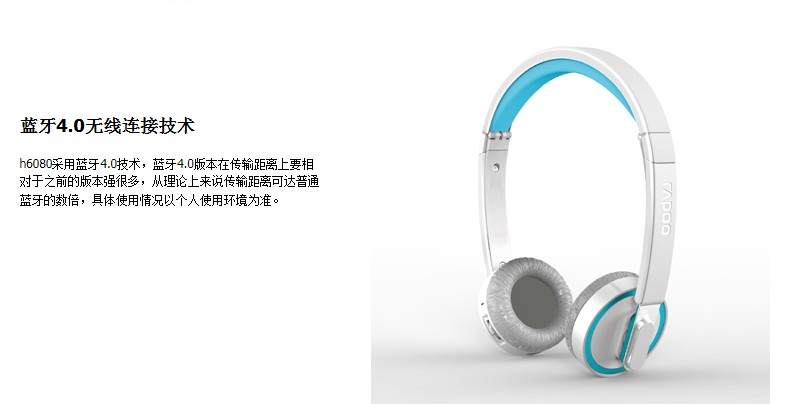 蓝牙4.0无线连接技术
h6080采用蓝牙4.0技术，蓝牙4.0版本在传输距离上要相
对于之前的版本强很多，从理论上来说传输距离可达普通
蓝牙的数倍，具体使用情况以个人使用环境为准。
rapoo